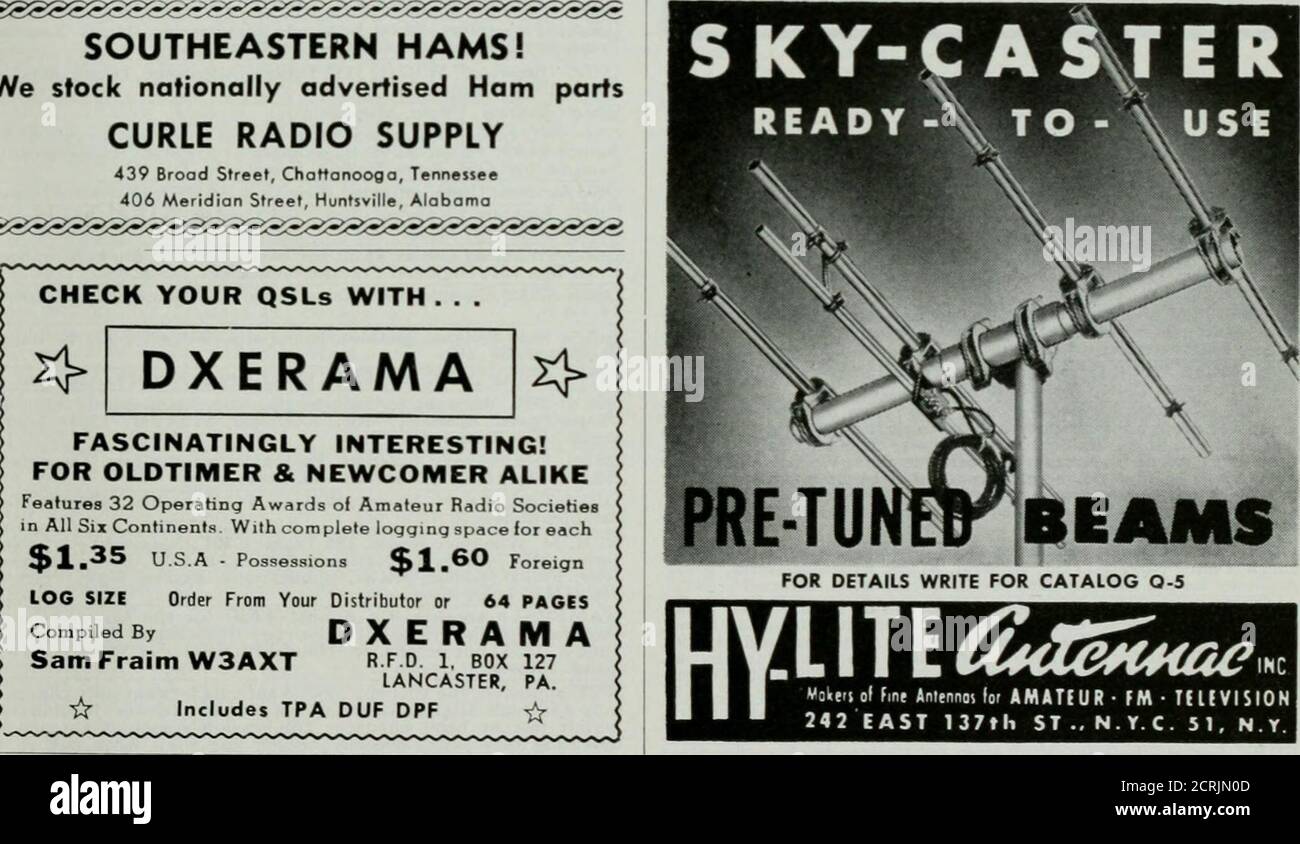 SOUTHEASTERN HAMS!
We stock nationally advertised Ham parts
CURLE RADIO SUPPLY
439 Broad Street, Chattanooga, Tennessee
406 Meridian Street, Huntsville, Alabama
CHECK YOUR QSLs WITH...
DXERAMA
FASCINATINGLY INTERESTING!
FOR OLDTIMER & NEWCOMER ALIKE
Features 32 Operating Awards of Amateur Radio Societies
in All Six Continents. With complete logging space for each
$1.35 U.S.A - Possessions $1.60 Foreign
LOG SIZE Order From Your Distributor or 64 PAGES
Compiled By DXERAMA
Sam Fraim W3AXT R.F.D. 1, BOX 127
LANCASTER, PA.
☆ Includes TPA DUF DPF ☆
SKY-CASTER
READY - TO - USE
PRE-TUNED BEAMS
FOR DETAILS WRITE FOR CATALOG Q-5
HY-LITE Antennae INC
Makers of Fine Antennas for AMATEUR · FM · TELEVISION
242 EAST 137th ST., N.Y.C. 51, N.Y.
alamy
Image ID: 2CRJN0D
www.alamy.com